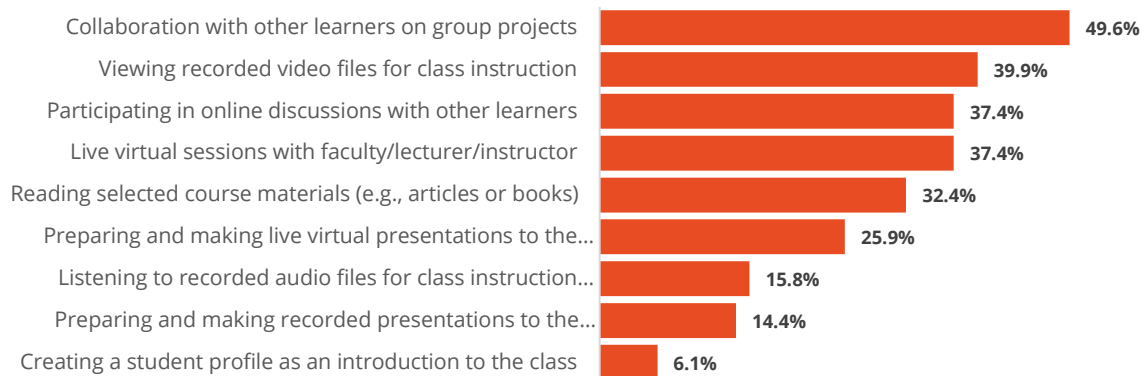 Collaboration with other learners on group projects 49.6%
Viewing recorded video files for class instruction 39.9%
Participating in online discussions with other learners 37.4%
Live virtual sessions with faculty/lecturer/instructor 37.4%
Reading selected course materials (e.g., articles or books) 32.4%
Preparing and making live virtual presentations to the... 25.9%
Listening to recorded audio files for class instruction... 15.8%
Preparing and making recorded presentations to the... 14.4%
Creating a student profile as an introduction to the class 6.1%